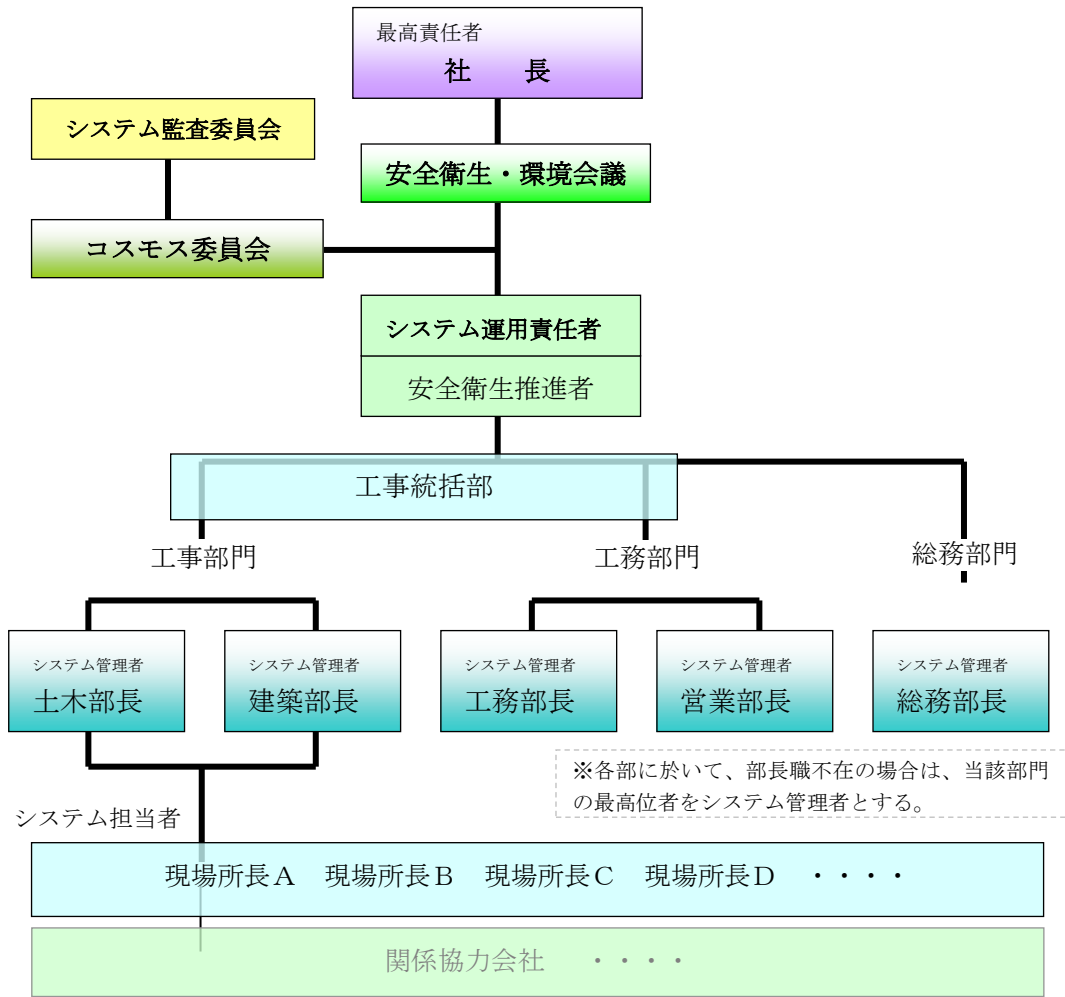 最高責任者
社　　長
システム監査委員会
安全衛生・環境会議
コスモス委員会
システム運用責任者
安全衛生推進者
工事統括部
工事部門
工務部門
総務部門
システム管理者
土木部長
システム管理者
建築部長
システム管理者
工務部長
システム管理者
営業部長
システム管理者
総務部長
※各部に於いて、部長職不在の場合は、当該部門
の最高位者をシステム管理者とする。
システム担当者
現場所長Ａ　現場所長Ｂ　現場所長Ｃ　現場所長Ｄ　・・・・
関係協力会社　・・・・